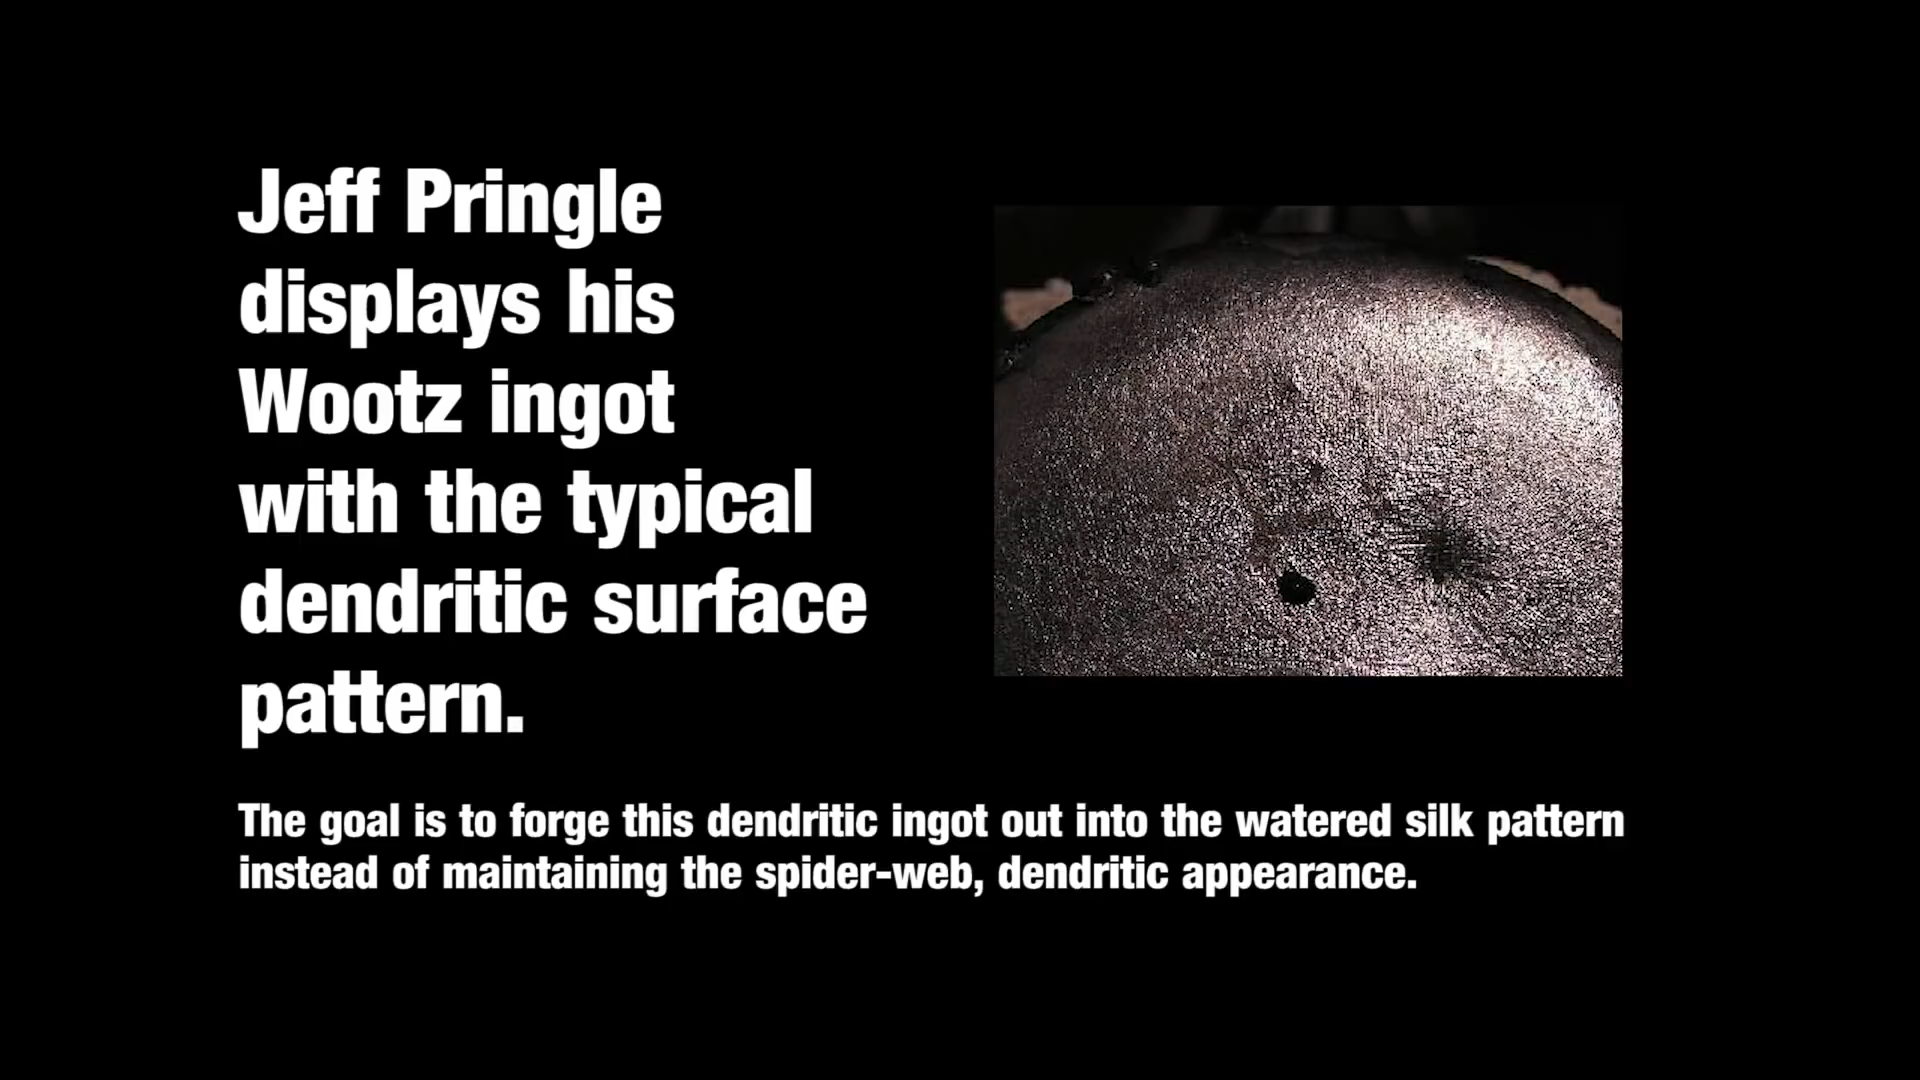 Jeff Pringle
displays his
Wootz ingot
with the typical
dendritic surface
pattern.
The goal is to forge this dendritic ingot out into the watered silk pattern
instead of maintaining the spider-web, dendritic appearance.